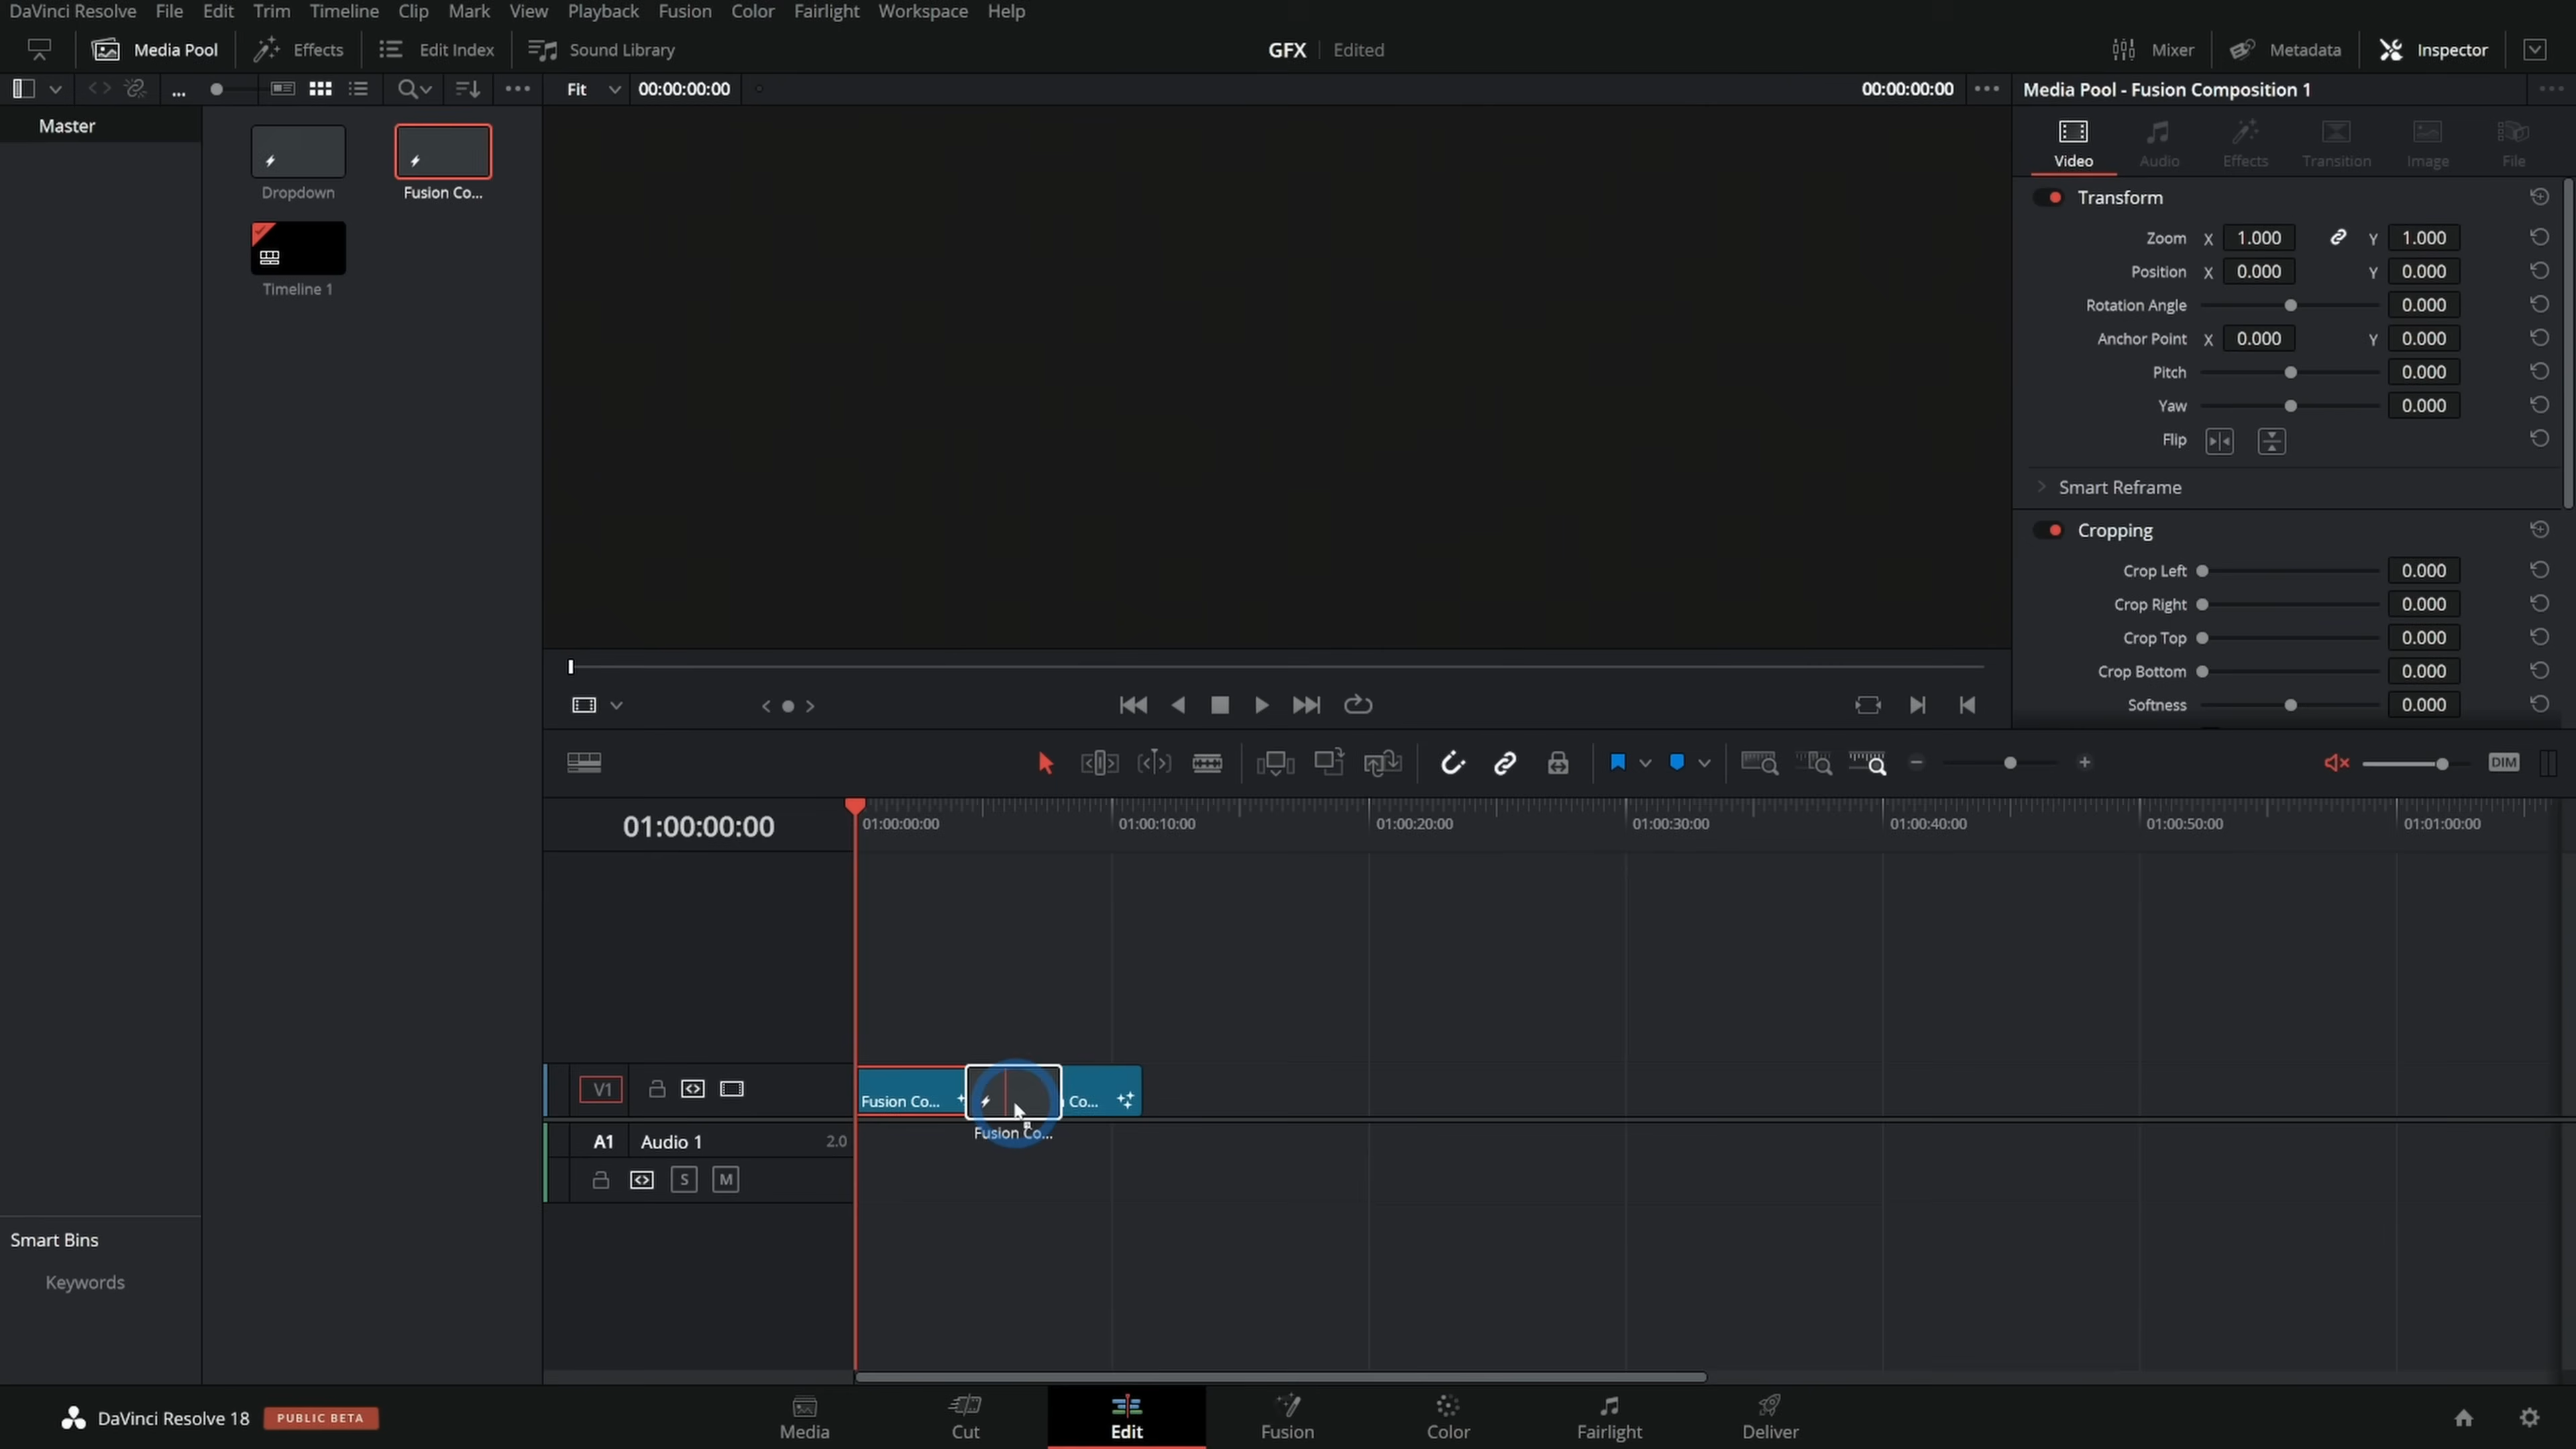 DaVinci Resolve File Edit Trim Timeline Clip Mark View Playback Fusion Color Fairlight Workspace Help
Media Pool Effects Edit Index Sound Library GFX Edited Mixer Metadata Inspector
... Fit 00:00:00:00 00:00:00:00 Media Pool - Fusion Composition 1
Master
Dropdown Fusion Co...
Timeline 1
Video Audio Effects Transition Image File
Transform
Zoom X 1.000 Y 1.000
Position X 0.000 Y 0.000
Rotation Angle 0.000
Anchor Point X 0.000 Y 0.000
Pitch 0.000
Yaw 0.000
Flip
Smart Reframe
Cropping
Crop Left 0.000
Crop Right 0.000
Crop Top 0.000
Crop Bottom 0.000
Softness 0.000
DIM
01:00:00:00 01:00:00:00 01:00:10:00 01:00:20:00 01:00:30:00 01:00:40:00 01:00:50:00 01:01:00:00
V1 Fusion Co... Co...
Fusion Co...
A1 Audio 1 2.0
S M
Smart Bins
Keywords
DaVinci Resolve 18 PUBLIC BETA
Media Cut Edit Fusion Color Fairlight Deliver